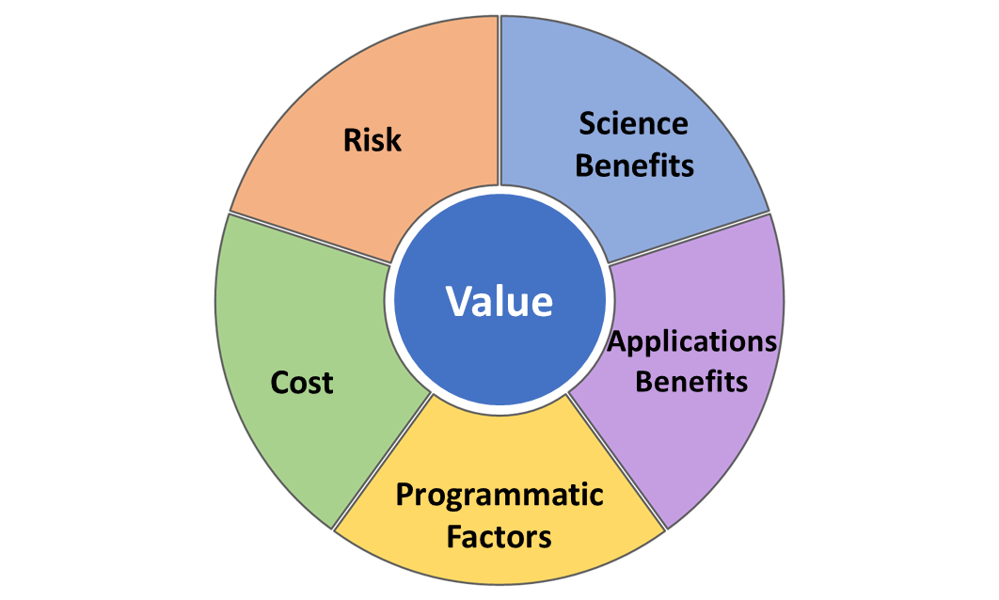 Risk
Science
Benefits
Value
Applications
Benefits
Cost
Programmatic
Factors